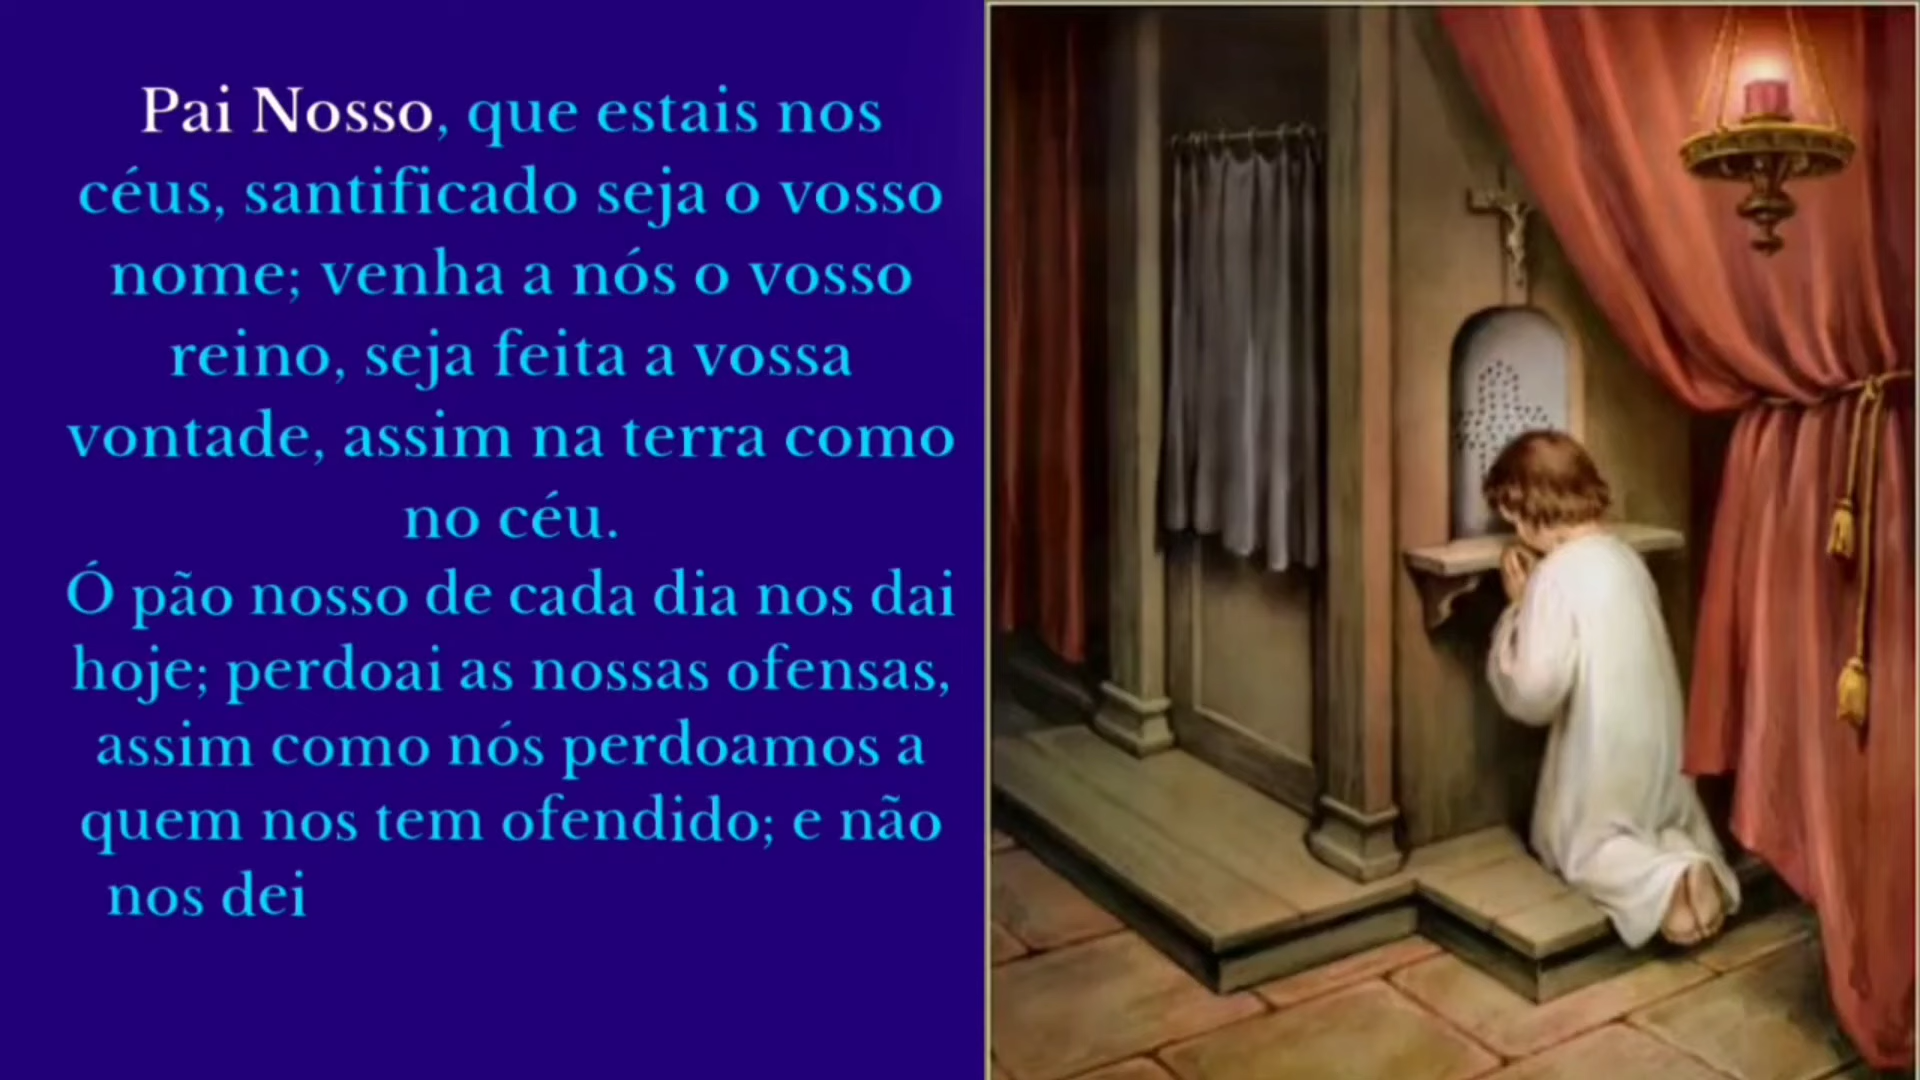 Pai Nosso, que estais nos
céus, santificado seja o vosso
nome; venha a nós o vosso
reino, seja feita a vossa
vontade, assim na terra como
no céu.
Ó pão nosso de cada dia nos dai
hoje; perdoai as nossas ofensas,
assim como nós perdoamos a
quem nos tem ofendido; e não
nos dei